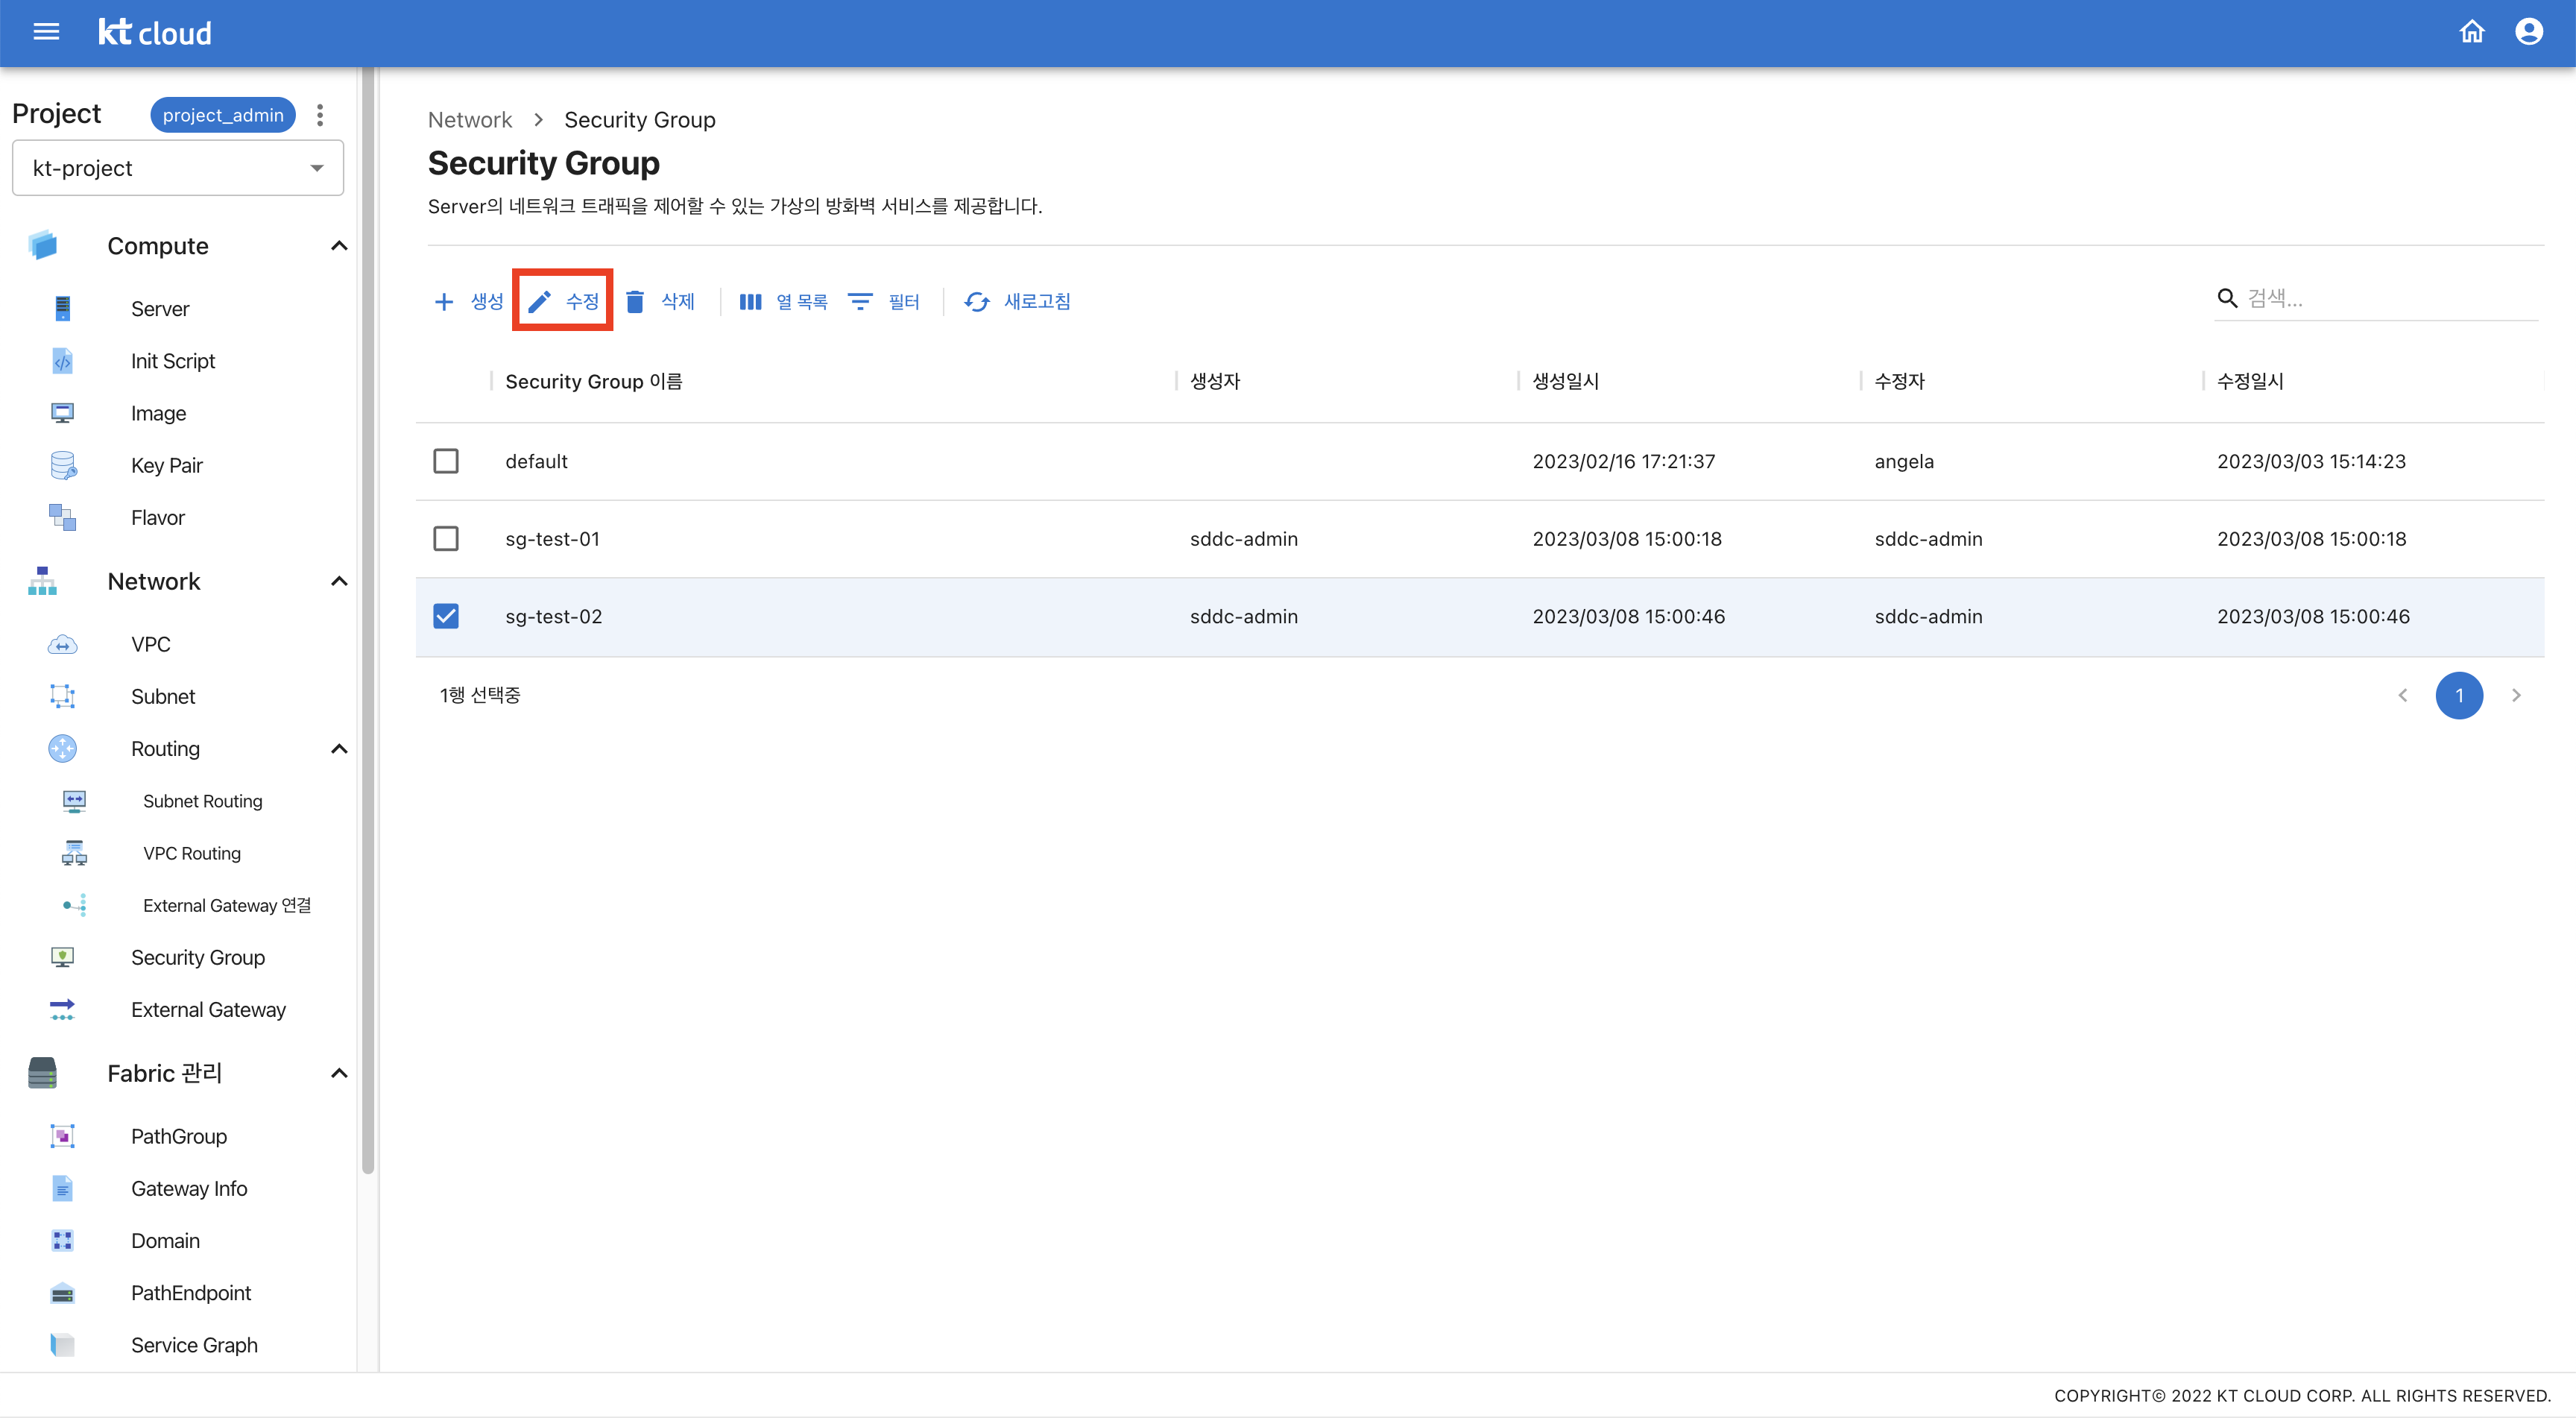 kt cloud
Project
project_admin
kt-project
Compute
Server
Init Script
Image
Key Pair
Flavor
Network
VPC
Subnet
Routing
Subnet Routing
VPC Routing
External Gateway 연결
Security Group
External Gateway
Fabric 관리
PathGroup
Gateway Info
Domain
PathEndpoint
Service Graph
Network > Security Group
Security Group
Server의 네트워크 트래픽을 제어할 수 있는 가상의 방화벽 서비스를 제공합니다.
생성 수정 삭제 열 목록 필터 새로고침 검색...
Security Group 이름 생성자 생성일시 수정자 수정일시
default 2023/02/16 17:21:37 angela 2023/03/03 15:14:23
sg-test-01 sddc-admin 2023/03/08 15:00:18 sddc-admin 2023/03/08 15:00:18
sg-test-02 sddc-admin 2023/03/08 15:00:46 sddc-admin 2023/03/08 15:00:46
1행 선택중 1
COPYRIGHT© 2022 KT CLOUD CORP. ALL RIGHTS RESERVED.